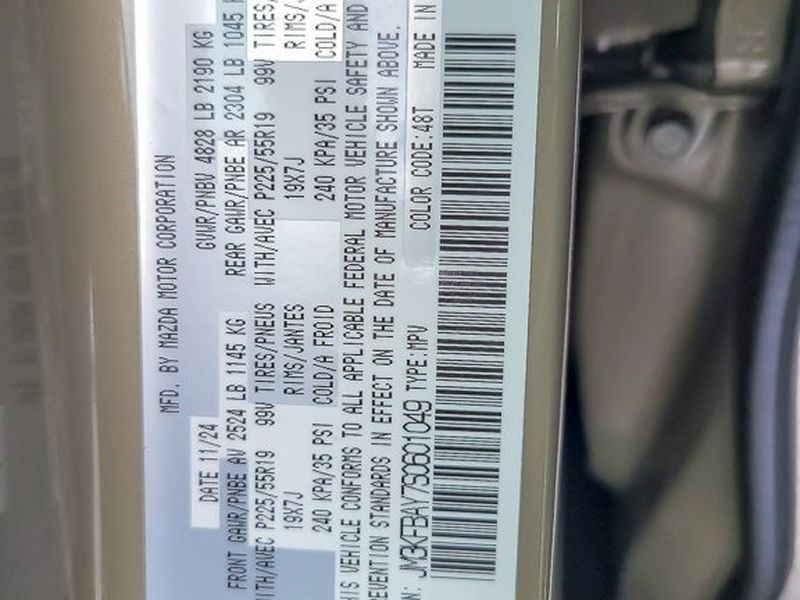 MFD. BY MAZDA MOTOR CORPORATION
DATE 11/24 GVWR/PNBV 4828 LB 2190 KG
FRONT GAWR/PNBE AV 2524 LB 1145 KG REAR GAWR/PNBE AR 2304 LB 1045
WITH/AVEC P225/55R19 99V TIRES/PNEUS WITH/AVEC P225/55R19 99V TIRES/
19X7J RIMS/JANTES 19X7J RIMS/
240 KPA/35 PSI COLD/A FROID 240 KPA/35 PSI COLD/A
HIS VEHICLE CONFORMS TO ALL APPLICABLE FEDERAL MOTOR VEHICLE SAFETY AND
EVENTION STANDARDS IN EFFECT ON THE DATE OF MANUFACTURE SHOWN ABOVE.
N: JM3KFBAY7S0601049 TYPE:MPV COLOR CODE:48T MADE IN